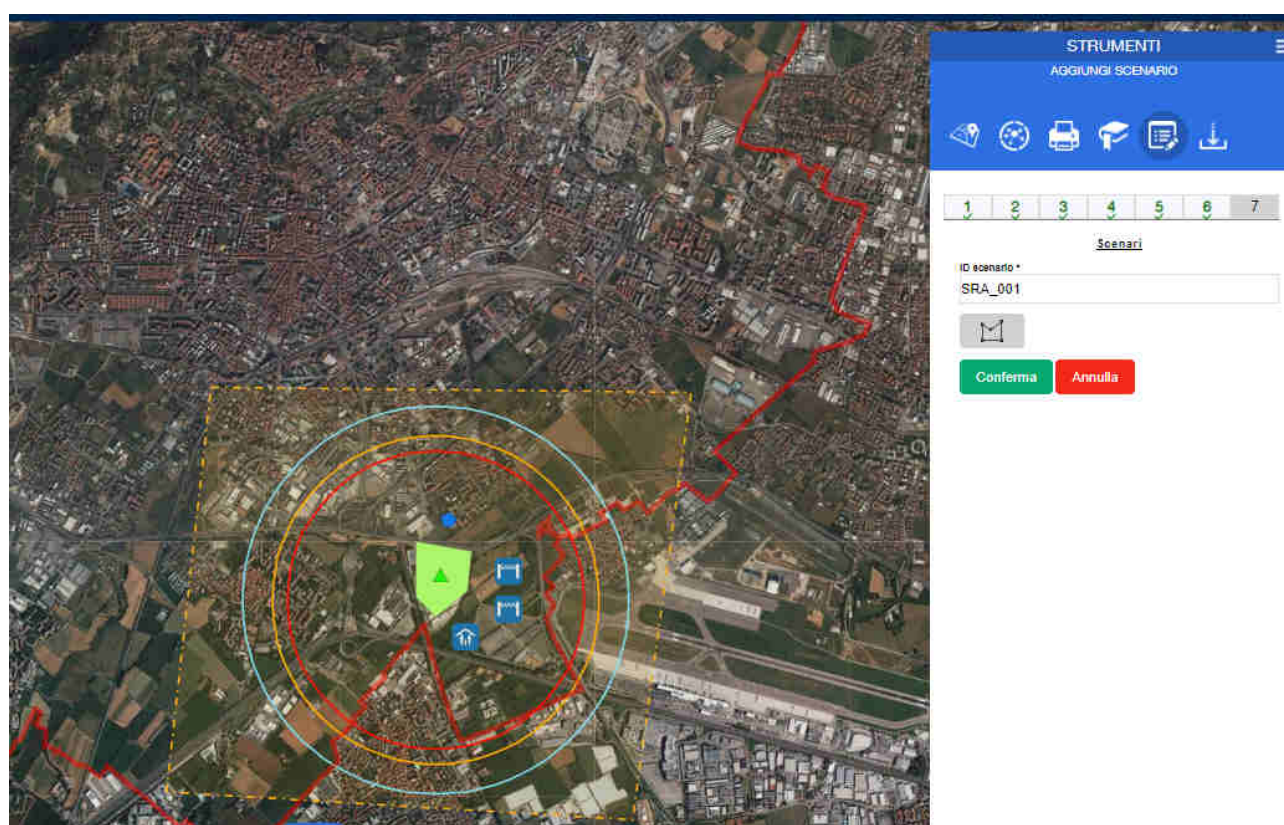 STRUMENTI
AGGIUNGI SCENARIO
1 2 3 4 5 6 7
Scenari
ID scenario *
SRA_001
Conferma Annulla